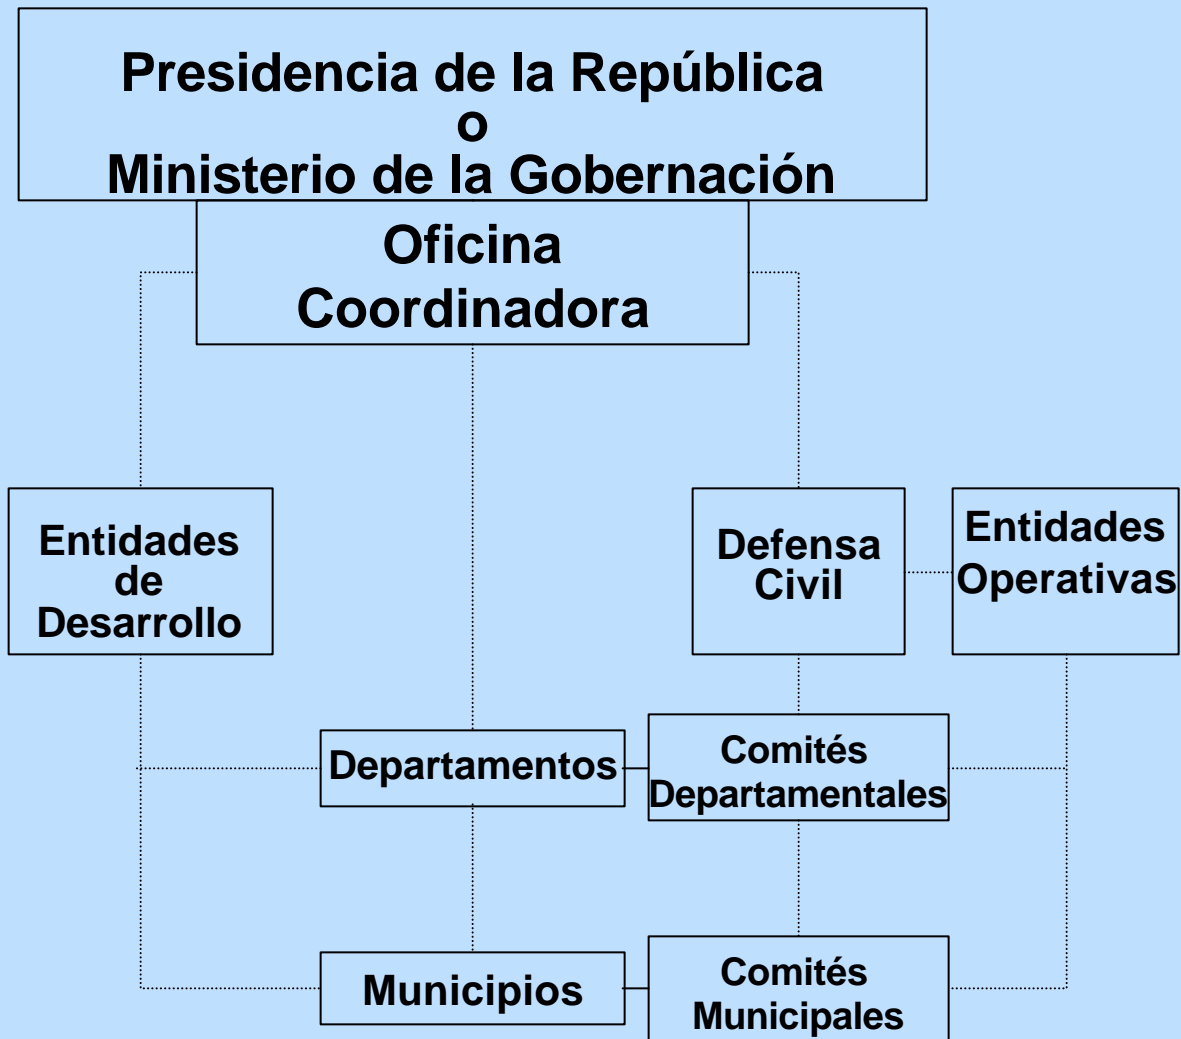 Presidencia de la República
o
Ministerio de la Gobernación
Oficina
Coordinadora
Entidades
de
Desarrollo
Defensa
Civil
Entidades
Operativas
Departamentos
Comités
Departamentales
Municipios
Comités
Municipales